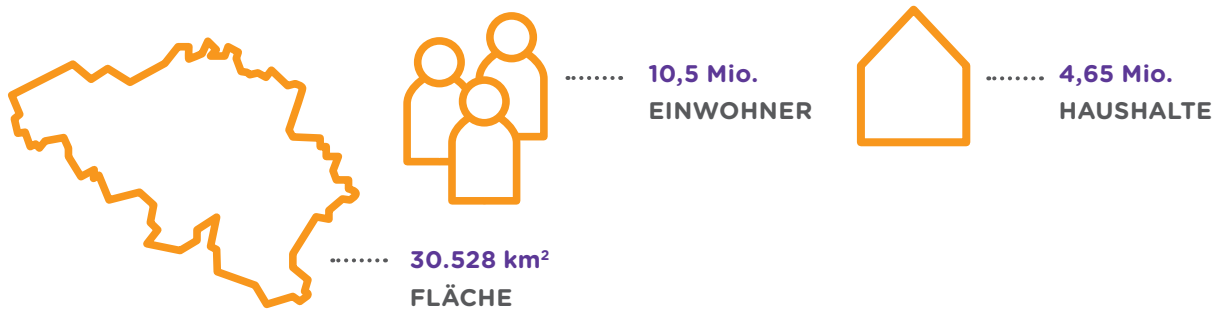 10,5 Mio.
EINWOHNER
4,65 Mio.
HAUSHALTE
30.528 km²
FLÄCHE